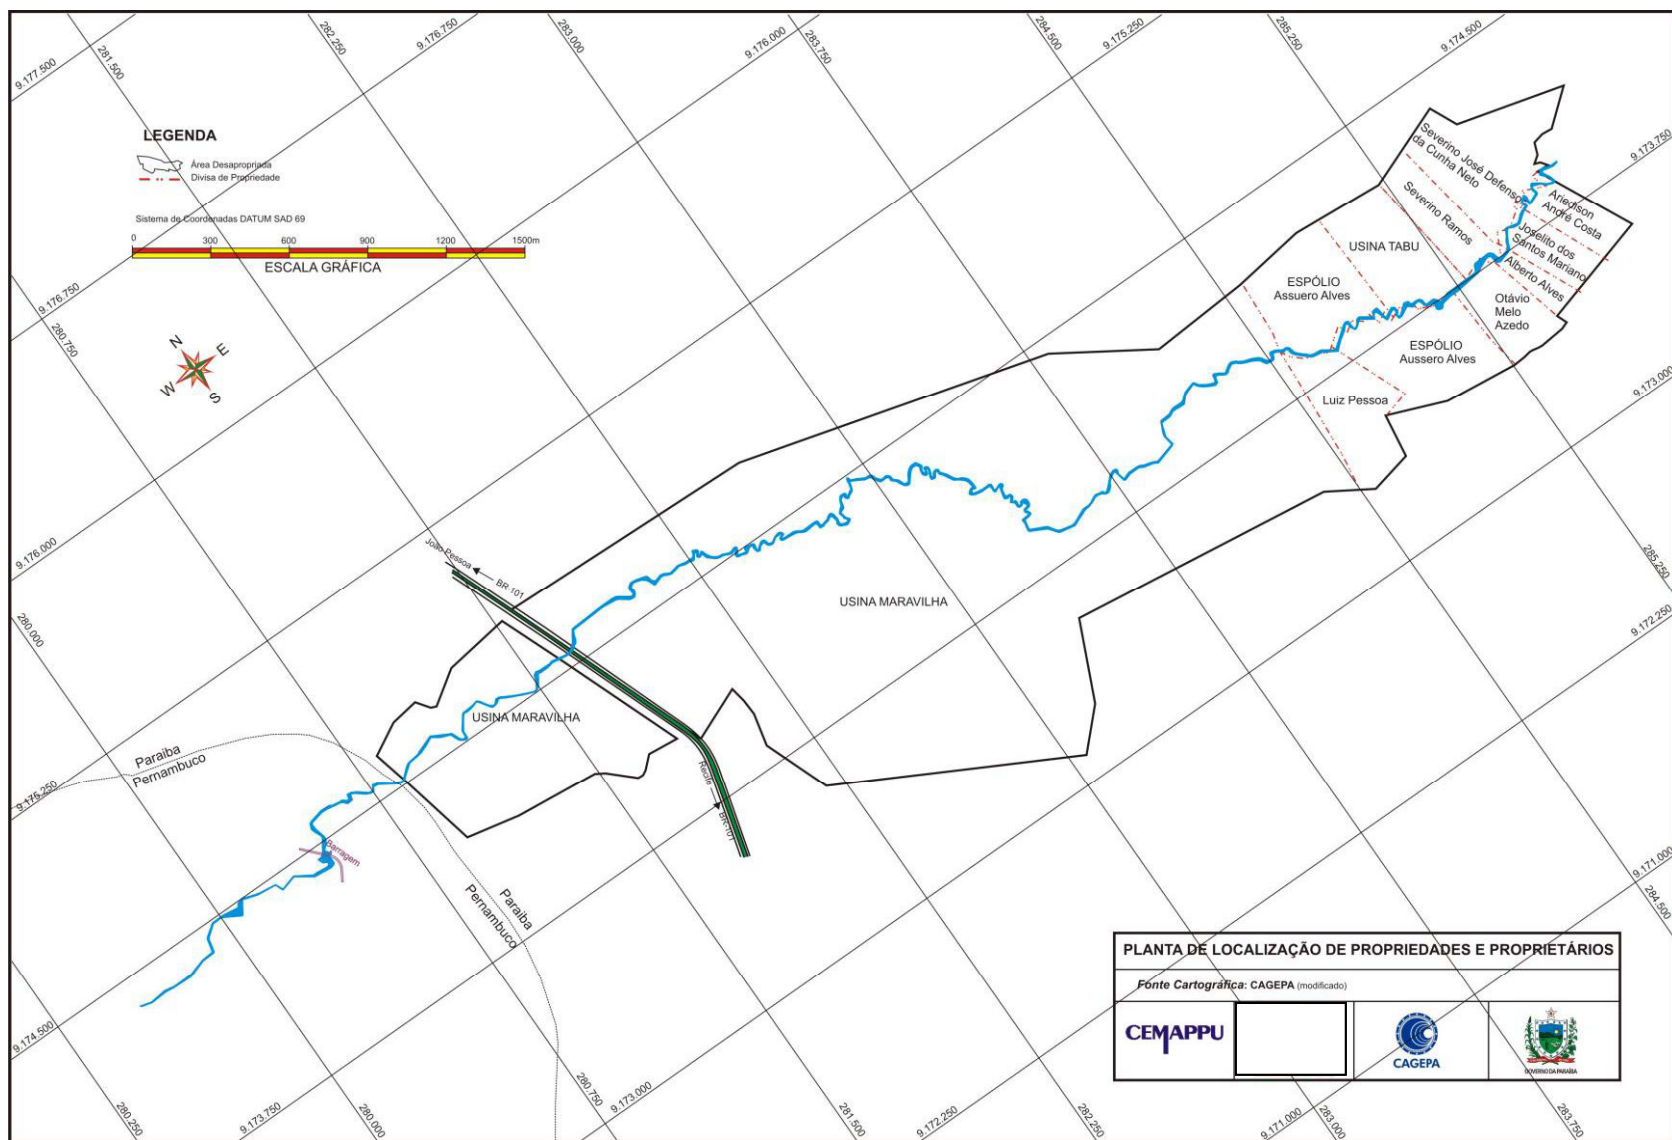 9.177.500
281.500
282.250
9.176.750
283.000
9.176.000
283.750
284.500
9.175.250
285.250
9.174.500
9.173.750
LEGENDA
Área Desapropriada
Divisa de Propriedade
Sistema de Coordenadas DATUM SAD 69
0 300 600 900 1200 1500m
ESCALA GRÁFICA
9.176.750
280.750
N
E
W
S
Severino José Defensor
da Cunha Neto
Severino Ramos
Ariedison
André Costa
Joselito dos
Santos Mariano
Alberto Alves
Otávio
Melo
Azedo
USINA TABU
ESPÓLIO
Assuero Alves
ESPÓLIO
Aussero Alves
Luiz Pessoa
9.173.000
9.176.000
João Pessoa
BR-101
USINA MARAVILHA
285.250
9.172.250
280.000
USINA MARAVILHA
Paraiba
Pernambuco
9.175.250
Recife
BR-101
Barragem
Paraiba
Pernambuco
9.171.000
284.500
9.174.500
280.250
9.173.750
280.000
280.750
9.173.000
281.500
9.172.250
282.250
9.171.000
283.000
283.750
PLANTA DE LOCALIZAÇÃO DE PROPRIEDADES E PROPRIETÁRIOS
Fonte Cartográfica: CAGEPA (modificado)
CEMAPPU
CAGEPA
GOVERNO DA PARAÍBA